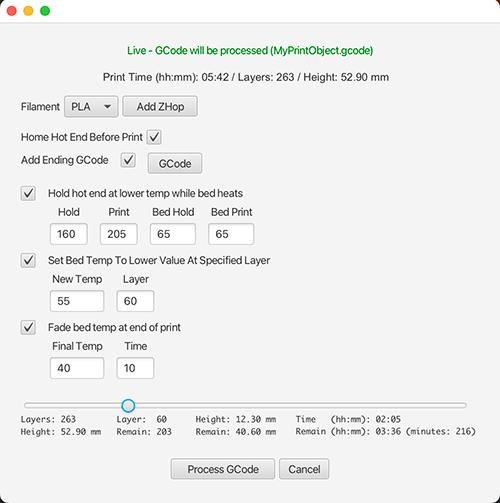 Live - GCode will be processed (MyPrintObject.gcode)
Print Time (hh:mm): 05:42 / Layers: 263 / Height: 52.90 mm
Filament PLA Add ZHop
Home Hot End Before Print
Add Ending GCode GCode
Hold hot end at lower temp while bed heats
Hold Print Bed Hold Bed Print
160 205 65 65
Set Bed Temp To Lower Value At Specified Layer
New Temp Layer
55 60
Fade bed temp at end of print
Final Temp Time
40 10
Layers: 263 Layer: 60 Height: 12.30 mm Time (hh:mm): 02:05
Height: 52.90 mm Remain: 203 Remain: 40.60 mm Remain (hh:mm): 03:36 (minutes: 216)
Process GCode Cancel